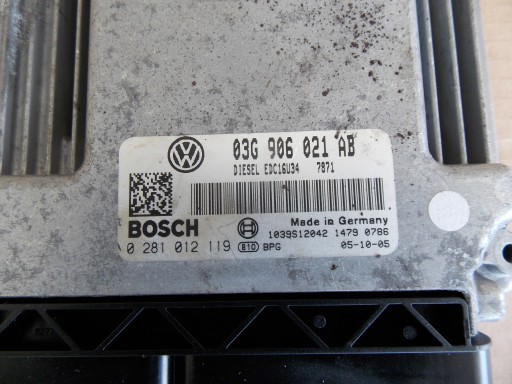 03G 906 021 AB
DIESEL EDC16U34 7871
BOSCH
Made in Germany
1039S12042 1479 0786
0 281 012 119
B10 BPG
05-10-05